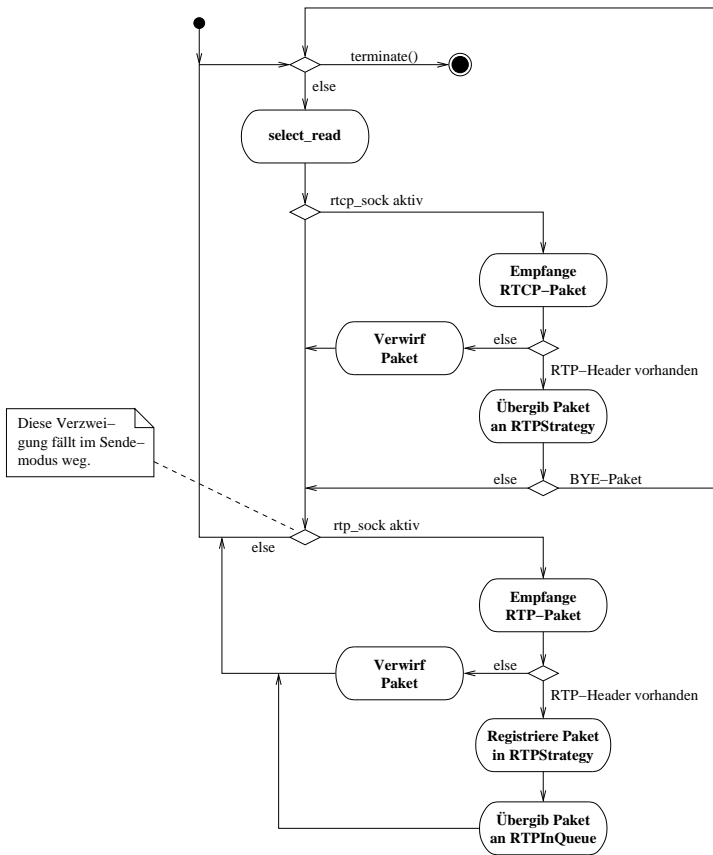 terminate()
else
select_read
rtcp_sock aktiv
Empfange
RTCP−Paket
Verwirf
Paket
else
RTP−Header vorhanden
Übergib Paket
an RTPStrategy
Diese Verzwei−
gung fällt im Sende−
modus weg.
else
BYE−Paket
rtp_sock aktiv
else
Empfange
RTP−Paket
Verwirf
Paket
else
RTP−Header vorhanden
Registriere Paket
in RTPStrategy
Übergib Paket
an RTPInQueue